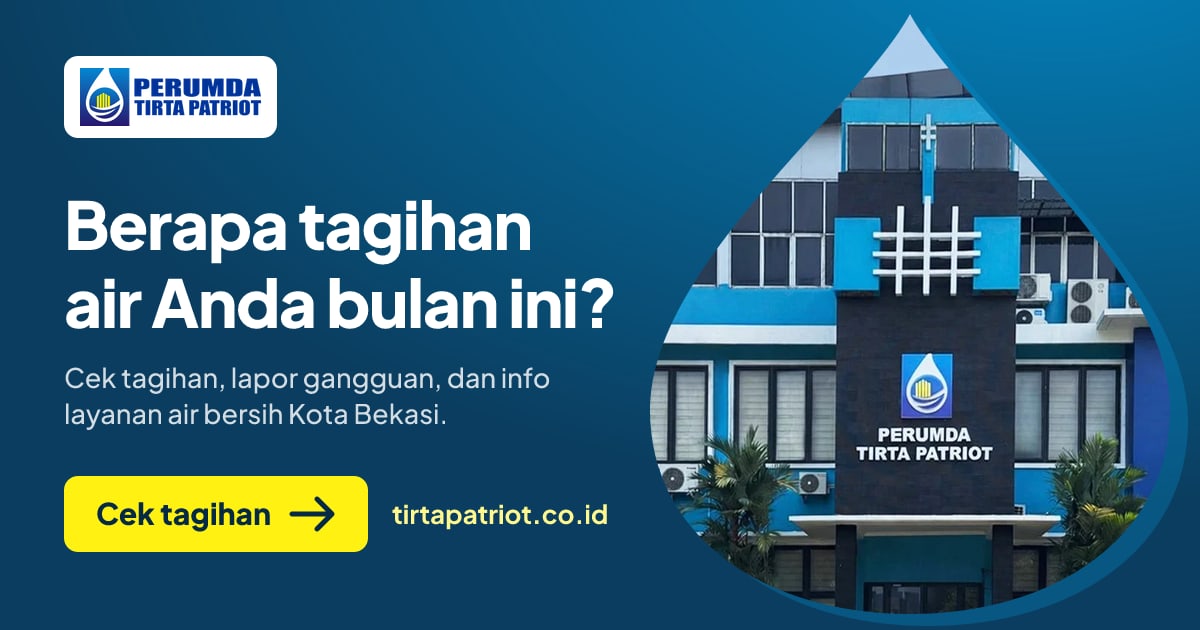 PERUMDA
TIRTA PATRIOT
Berapa tagihan
air Anda bulan ini?
Cek tagihan, lapor gangguan, dan info
layanan air bersih Kota Bekasi.
Cek tagihan →
tirtapatriot.co.id
PERUMDA
TIRTA PATRIOT